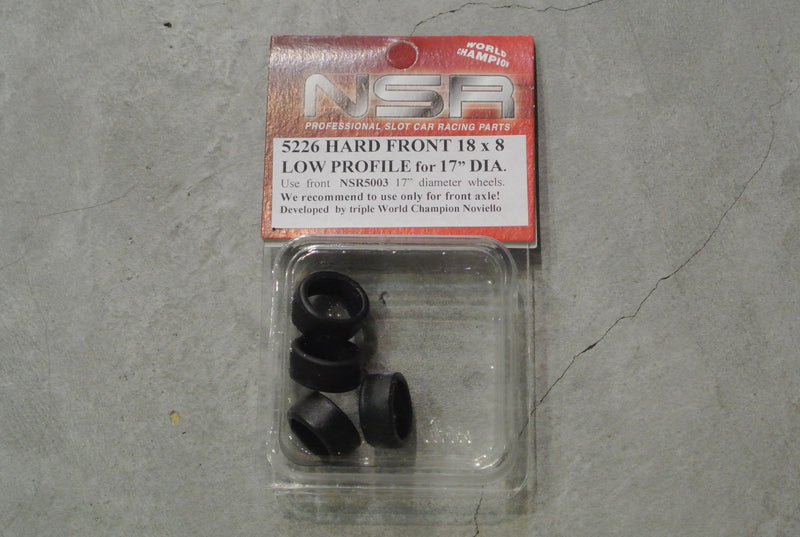 WORLD
CHAMPION
NSR
PROFESSIONAL SLOT CAR RACING PARTS
5226 HARD FRONT 18 x 8
LOW PROFILE for 17” DIA.
Use front NSR5003 17” diameter wheels.
We recommend to use only for front axle!
Developed by triple World Champion Noviello